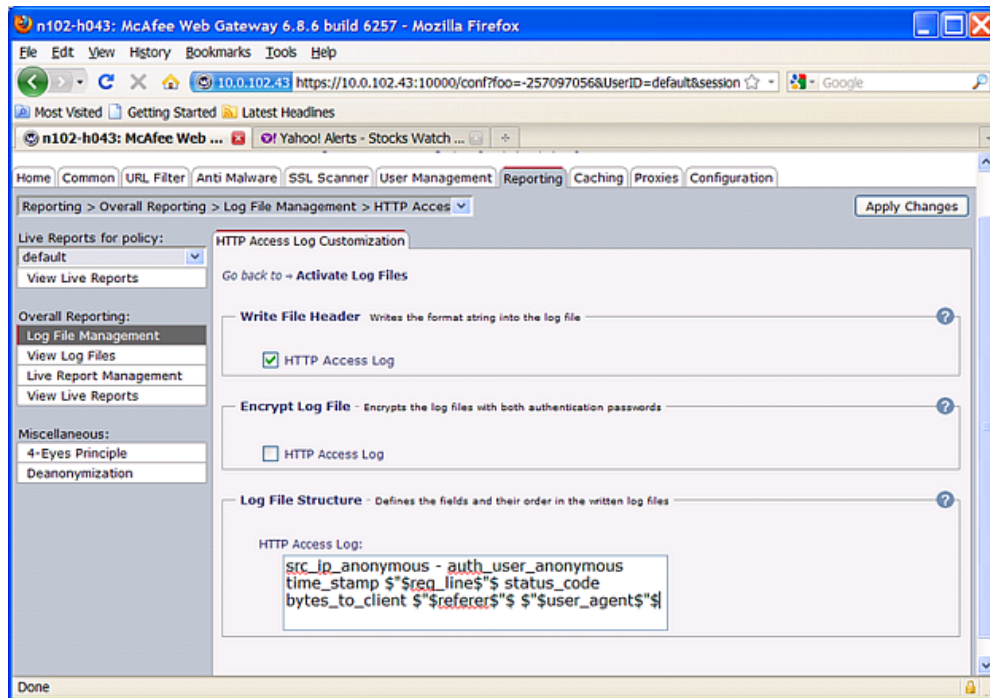 n102-h043: McAfee Web Gateway 6.8.6 build 6257 - Mozilla Firefox
File Edit View History Bookmarks Tools Help
10.0.102.43 https://10.0.102.43:10000/conf?foo=-257097056&UserID=default&session Google
Most Visited Getting Started Latest Headlines
n102-h043: McAfee Web ... Yahoo! Alerts - Stocks Watch ...
Home Common URL Filter Anti Malware SSL Scanner User Management Reporting Caching Proxies Configuration
Reporting > Overall Reporting > Log File Management > HTTP Acces Apply Changes
Live Reports for policy:
default
View Live Reports
Overall Reporting:
Log File Management
View Log Files
Live Report Management
View Live Reports
Miscellaneous:
4-Eyes Principle
Deanonymization
HTTP Access Log Customization
Go back to → Activate Log Files
Write File Header Writes the format string into the log file
HTTP Access Log
Encrypt Log File - Encrypts the log files with both authentication passwords
HTTP Access Log
Log File Structure - Defines the fields and their order in the written log files
HTTP Access Log:
src_ip_anonymous - auth_user_anonymous
time_stamp $"$req_line$"$ status_code
bytes_to_client $"$referer$"$ $"$user_agent$"$
Done